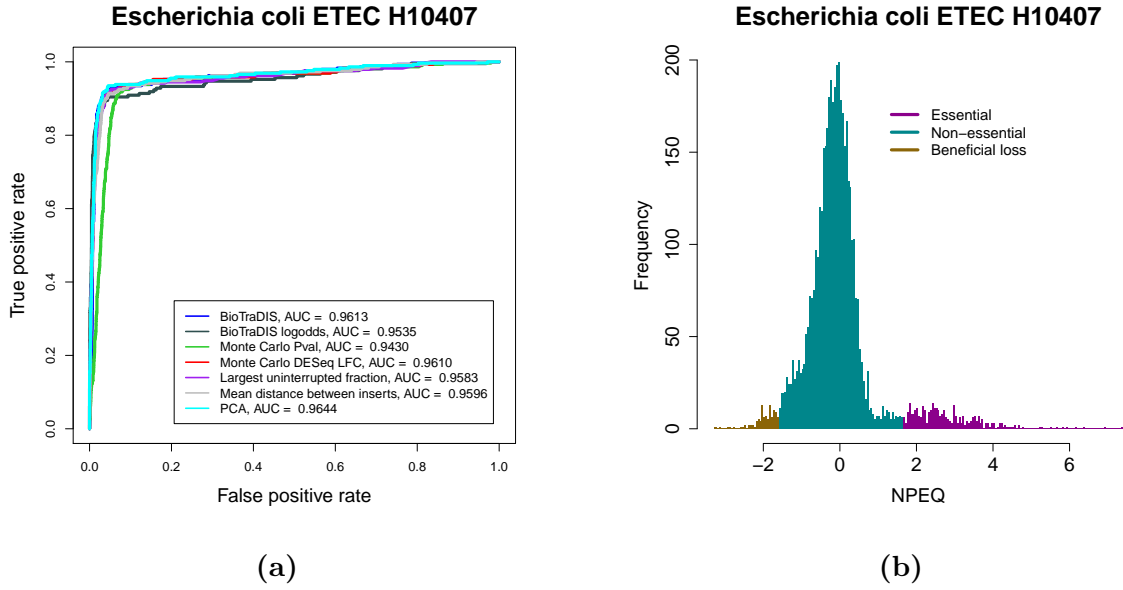 Escherichia coli ETEC H10407
True positive rate
1.0
0.8
0.6
0.4
0.2
0.0
BioTraDIS, AUC = 0.9613
BioTraDIS logodds, AUC = 0.9535
Monte Carlo Pval, AUC = 0.9430
Monte Carlo DESeq LFC, AUC = 0.9610
Largest uninterrupted fraction, AUC = 0.9583
Mean distance between inserts, AUC = 0.9596
PCA, AUC = 0.9644
0.0 0.2 0.4 0.6 0.8 1.0
False positive rate
(a)
Escherichia coli ETEC H10407
Frequency
200
150
100
50
0
Essential
Non−essential
Beneficial loss
−2 0 2 4 6
NPEQ
(b)